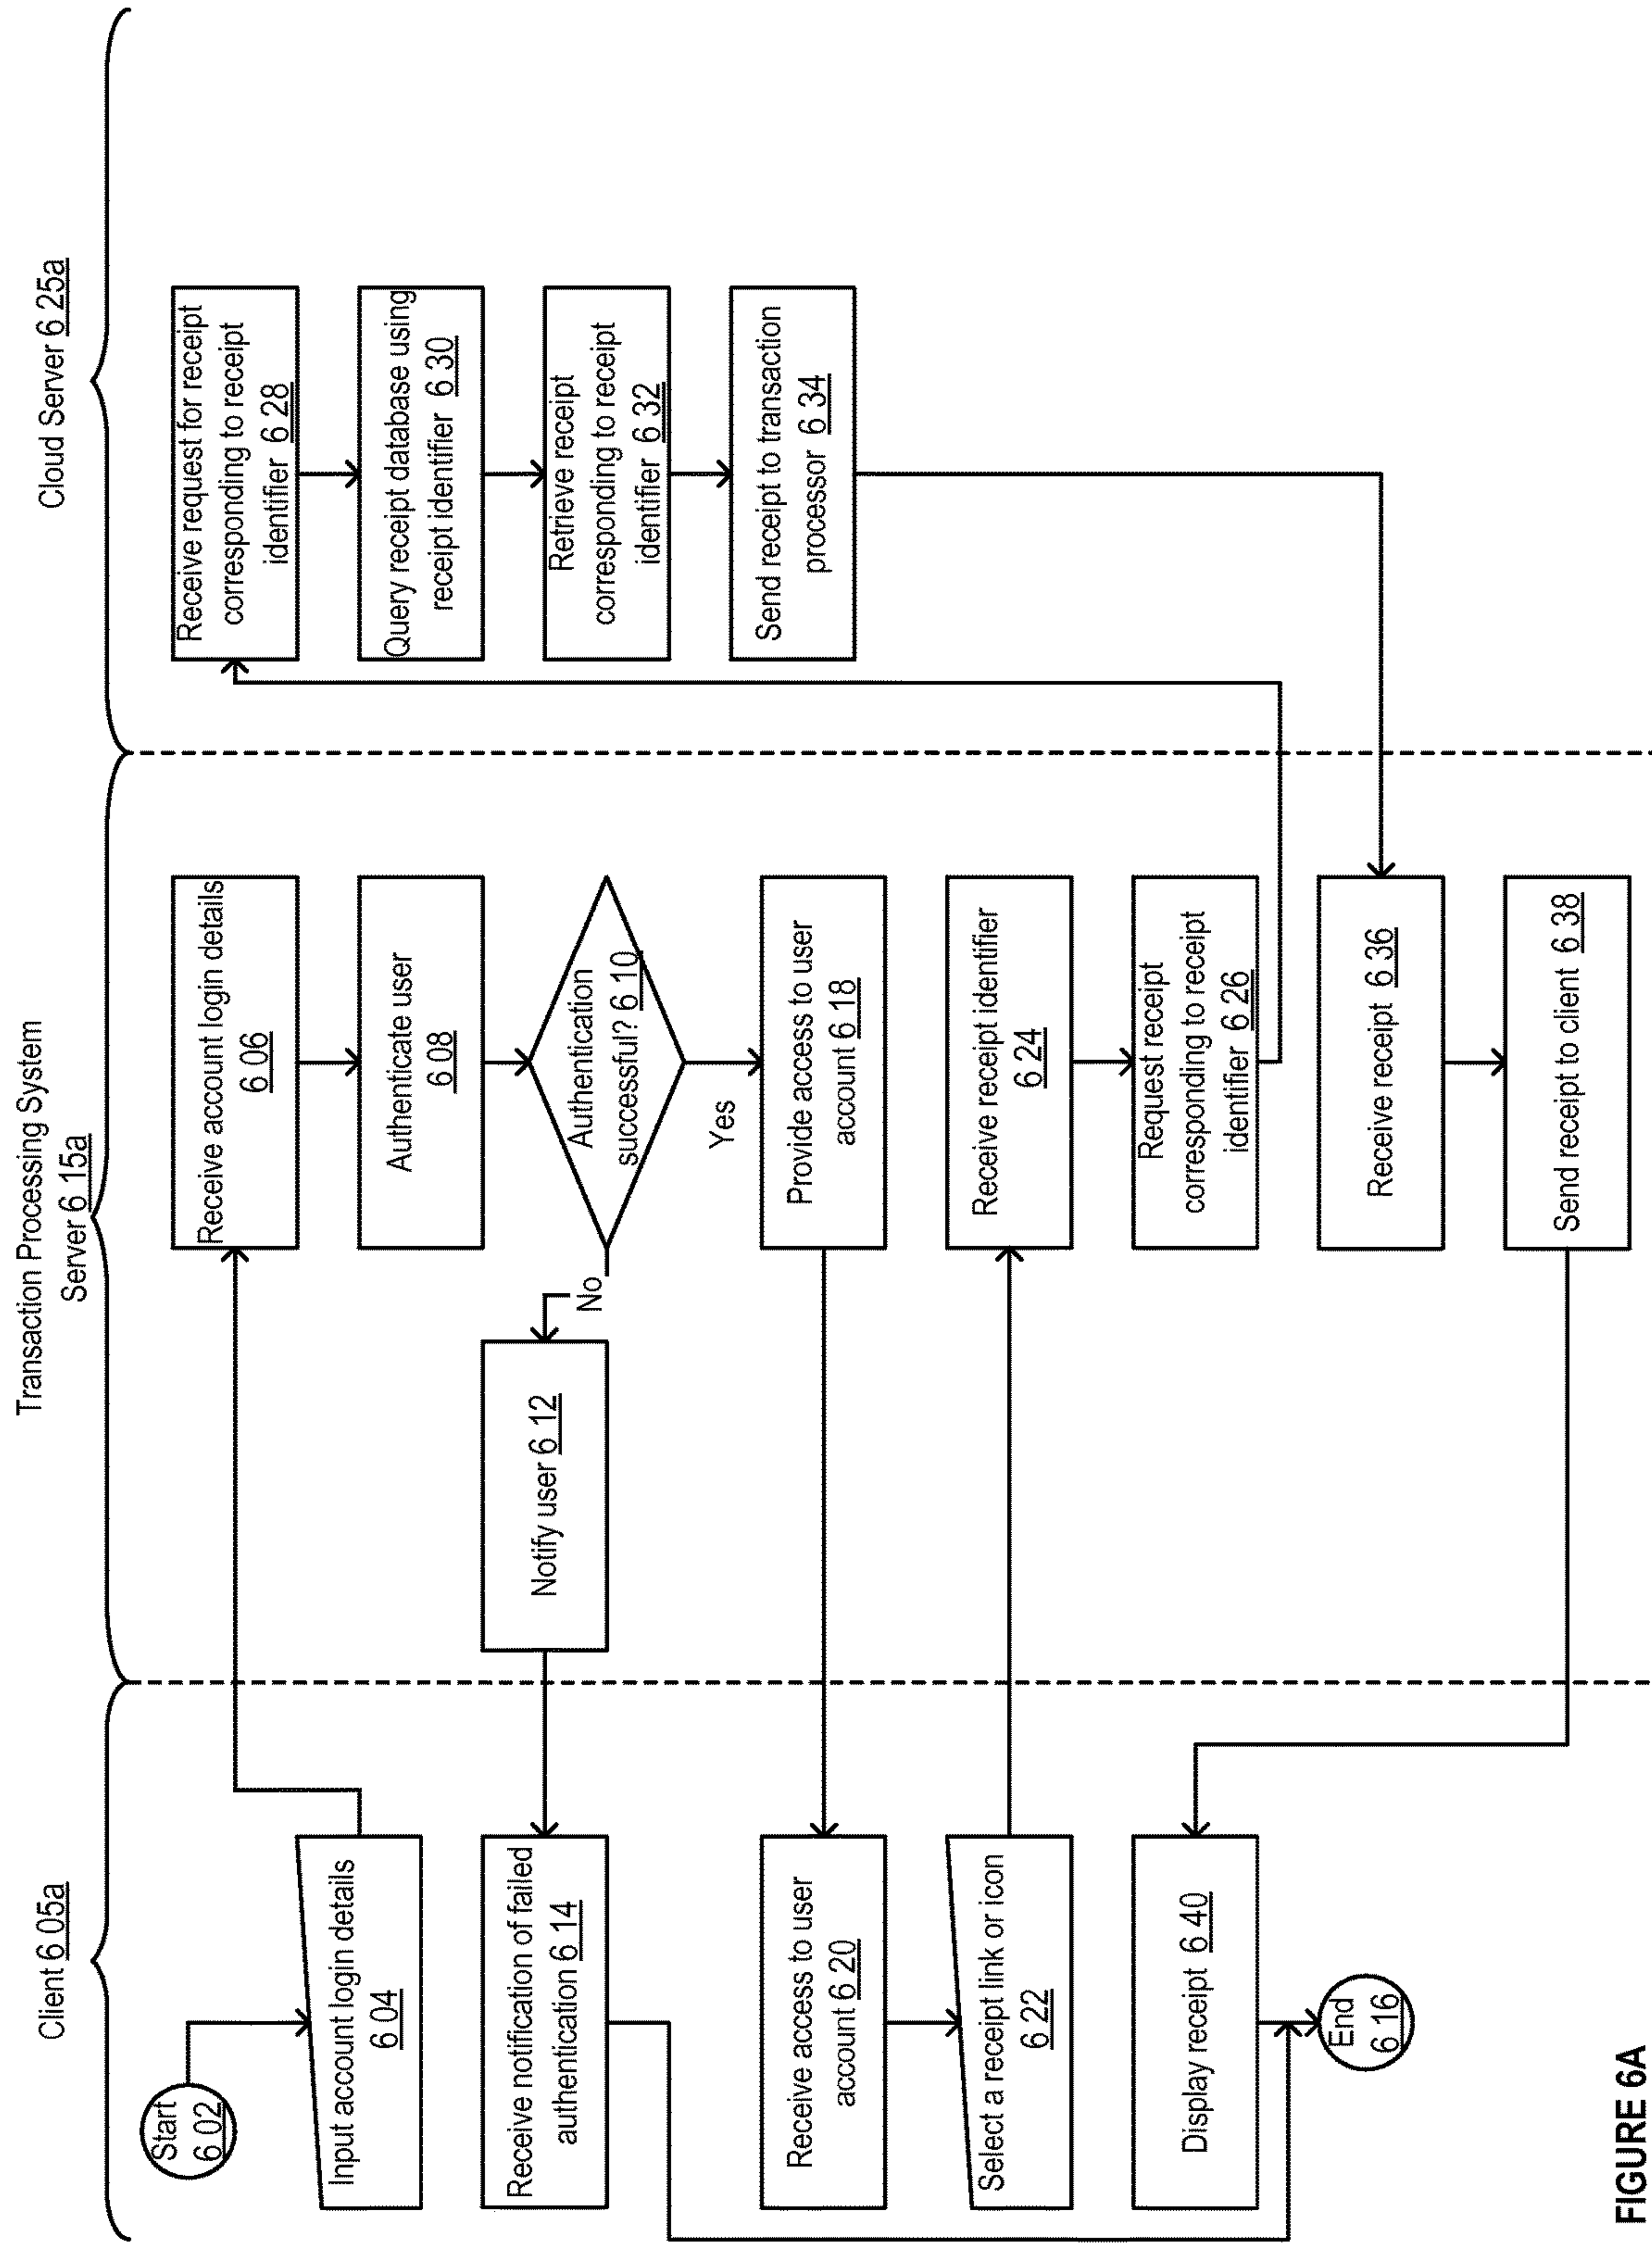 Client 6 05a
Transaction Processing System
Server 6 15a
Cloud Server 6 25a
Start
6 02
Input account login details
6 04
Receive notification of failed
authentication 6 14
Receive access to user
account 6 20
Select a receipt link or icon
6 22
Display receipt 6 40
End
6 16
Notify user 6 12
No
Receive account login details
6 06
Authenticate user
6 08
Authentication
successful? 6 10
Yes
Provide access to user
account 6 18
Receive receipt identifier
6 24
Request receipt
corresponding to receipt
identifier 6 26
Receive receipt 6 36
Send receipt to client 6 38
Receive request for receipt
corresponding to receipt
identifier 6 28
Query receipt database using
receipt identifier 6 30
Retrieve receipt
corresponding to receipt
identifier 6 32
Send receipt to transaction
processor 6 34
FIGURE 6A